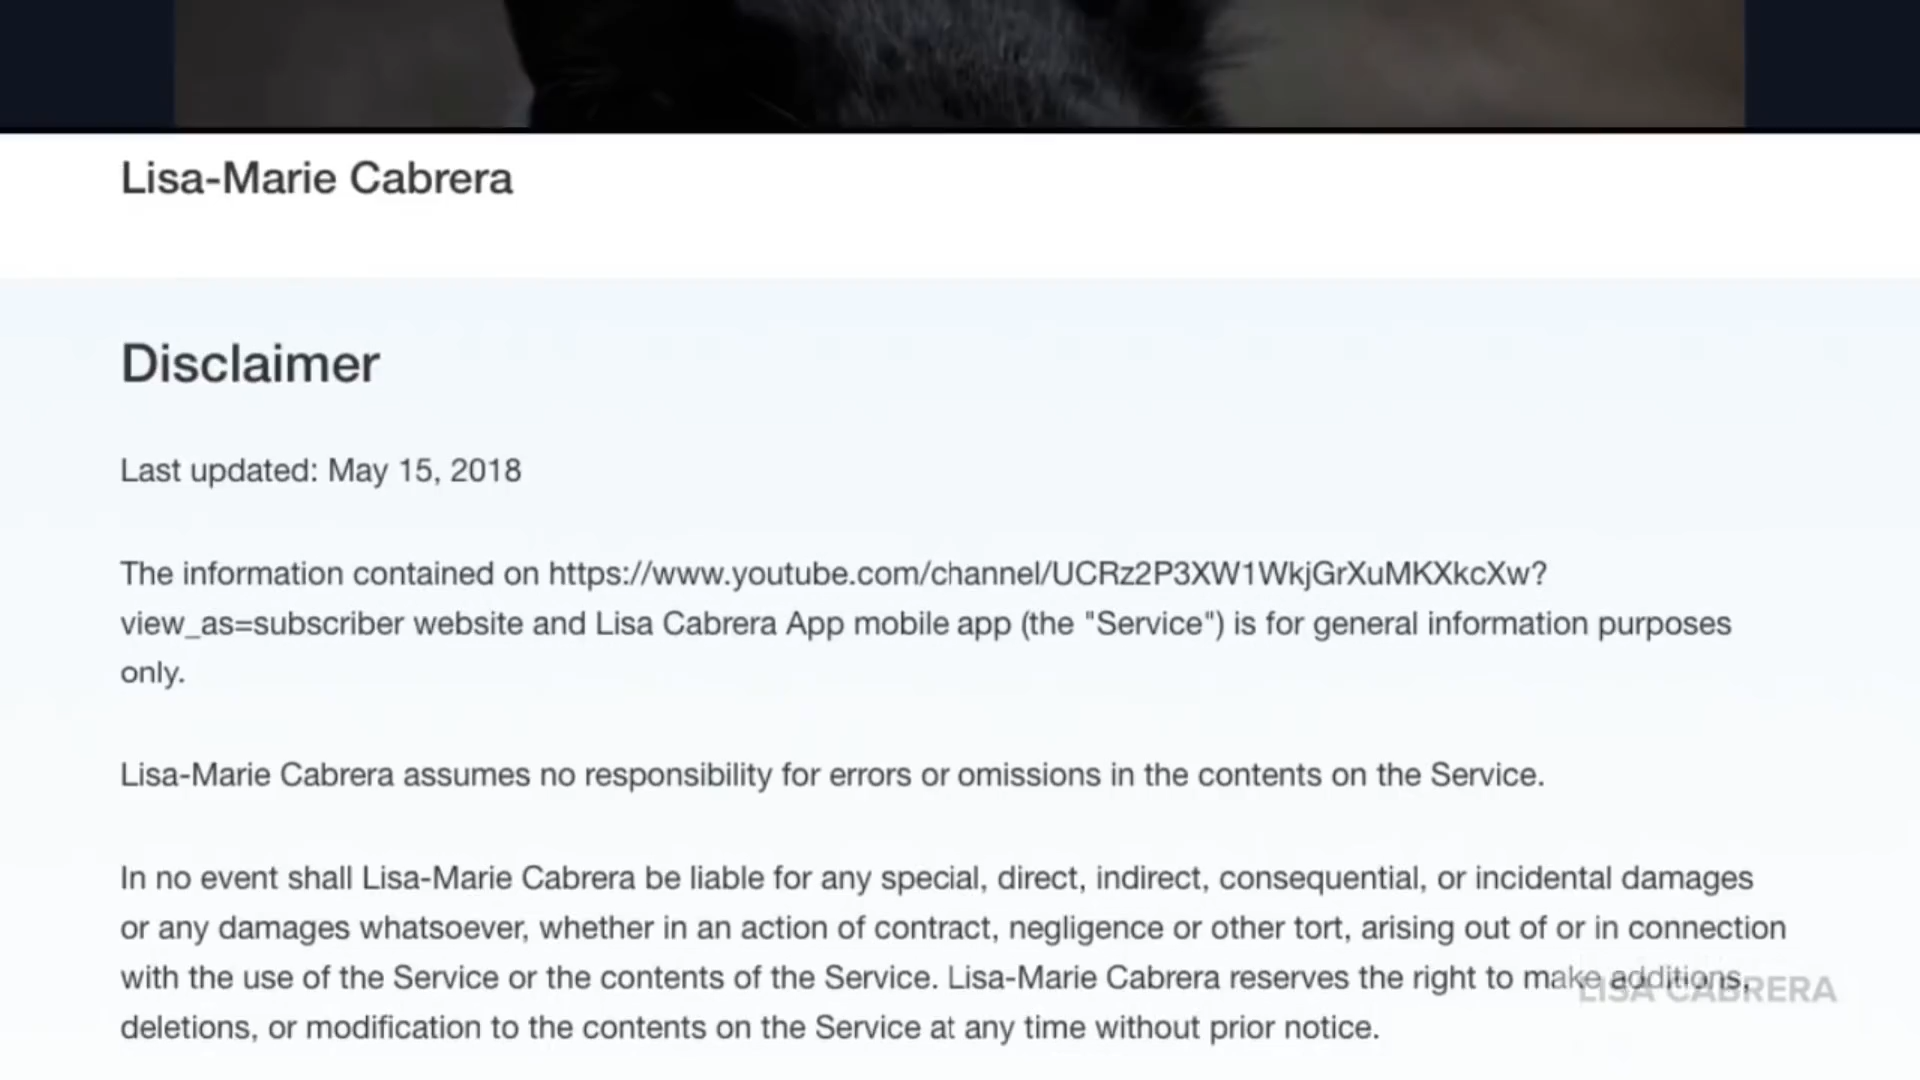 Lisa-Marie Cabrera
Disclaimer
Last updated: May 15, 2018
The information contained on https://www.youtube.com/channel/UCRz2P3XW1WkjGrXuMKXkcXw?
view_as=subscriber website and Lisa Cabrera App mobile app (the "Service") is for general information purposes
only.
Lisa-Marie Cabrera assumes no responsibility for errors or omissions in the contents on the Service.
In no event shall Lisa-Marie Cabrera be liable for any special, direct, indirect, consequential, or incidental damages
or any damages whatsoever, whether in an action of contract, negligence or other tort, arising out of or in connection
with the use of the Service or the contents of the Service. Lisa-Marie Cabrera reserves the right to make additions,
deletions, or modification to the contents on the Service at any time without prior notice.
LISA CABRERA